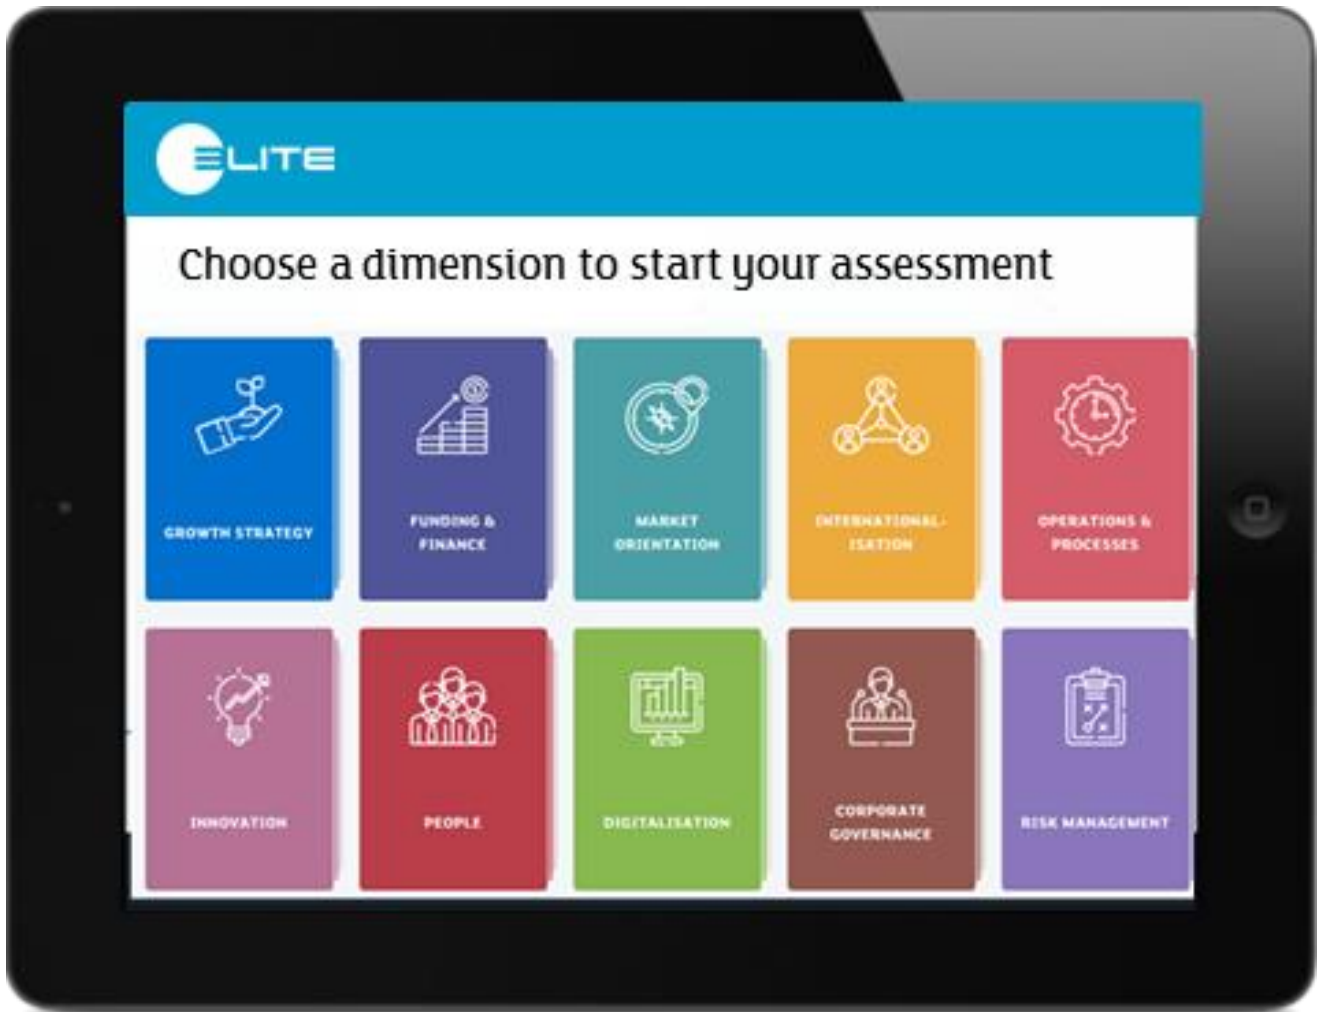 ELITE
Choose a dimension to start your assessment
GROWTH STRATEGY
FUNDING &
FINANCE
MARKET
ORIENTATION
INTERNATIONAL-
ISATION
OPERATIONS &
PROCESSES
INNOVATION
PEOPLE
DIGITALISATION
CORPORATE
GOVERNANCE
RISK MANAGEMENT